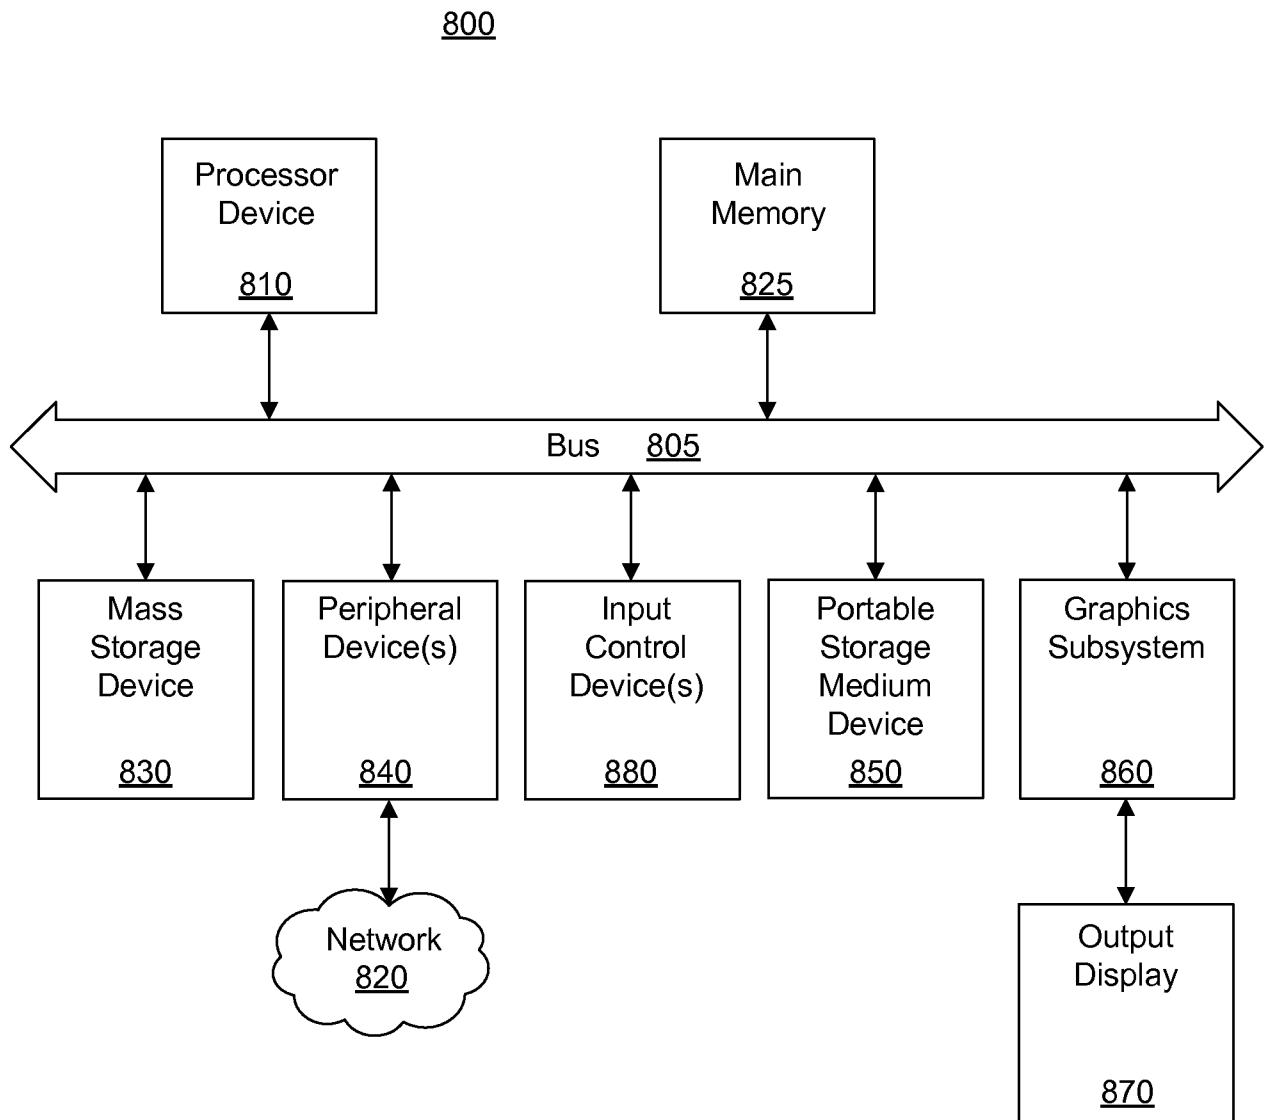 800
Processor
Device
810
Main
Memory
825
Bus 805
Mass
Storage
Device
830
Peripheral
Device(s)
840
Input
Control
Device(s)
880
Portable
Storage
Medium
Device
850
Graphics
Subsystem
860
Network
820
Output
Display
870